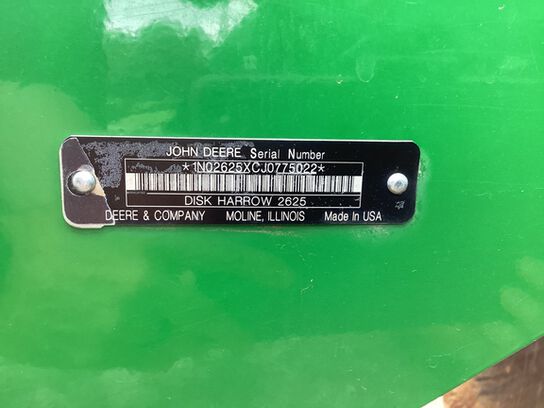 JOHN DEERE Serial Number
*1N02625XCJ0775022*
DISK HARROW 2625
DEERE & COMPANY MOLINE, ILLINOIS Made In USA